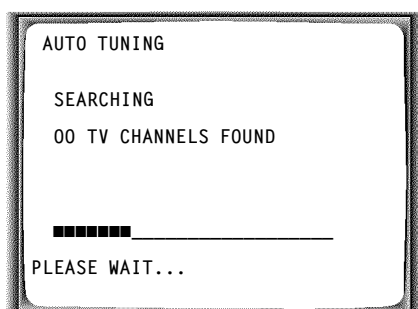 AUTO TUNING
SEARCHING
00 TV CHANNELS FOUND
PLEASE WAIT...